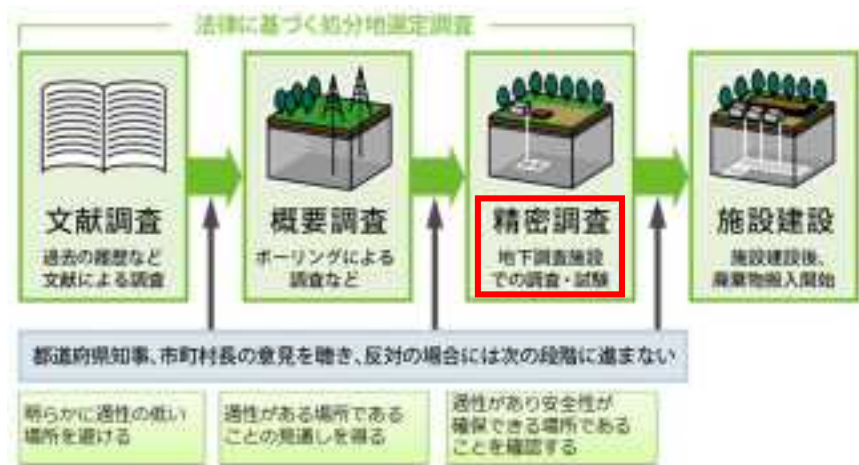 法律に基づく処分地選定調査
文献調査
過去の履歴など
文献による調査
概要調査
ボーリングによる
調査など
精密調査
地下調査施設
での調査・試験
施設建設
施設建設後、
廃棄物搬入開始
都道府県知事、市町村長の意見を聴き、反対の場合には次の段階に進まない
明らかに適性の低い
場所を避ける
適性がある場所である
ことの見通しを得る
適性があり安全性が
確保できる場所である
ことを確認する